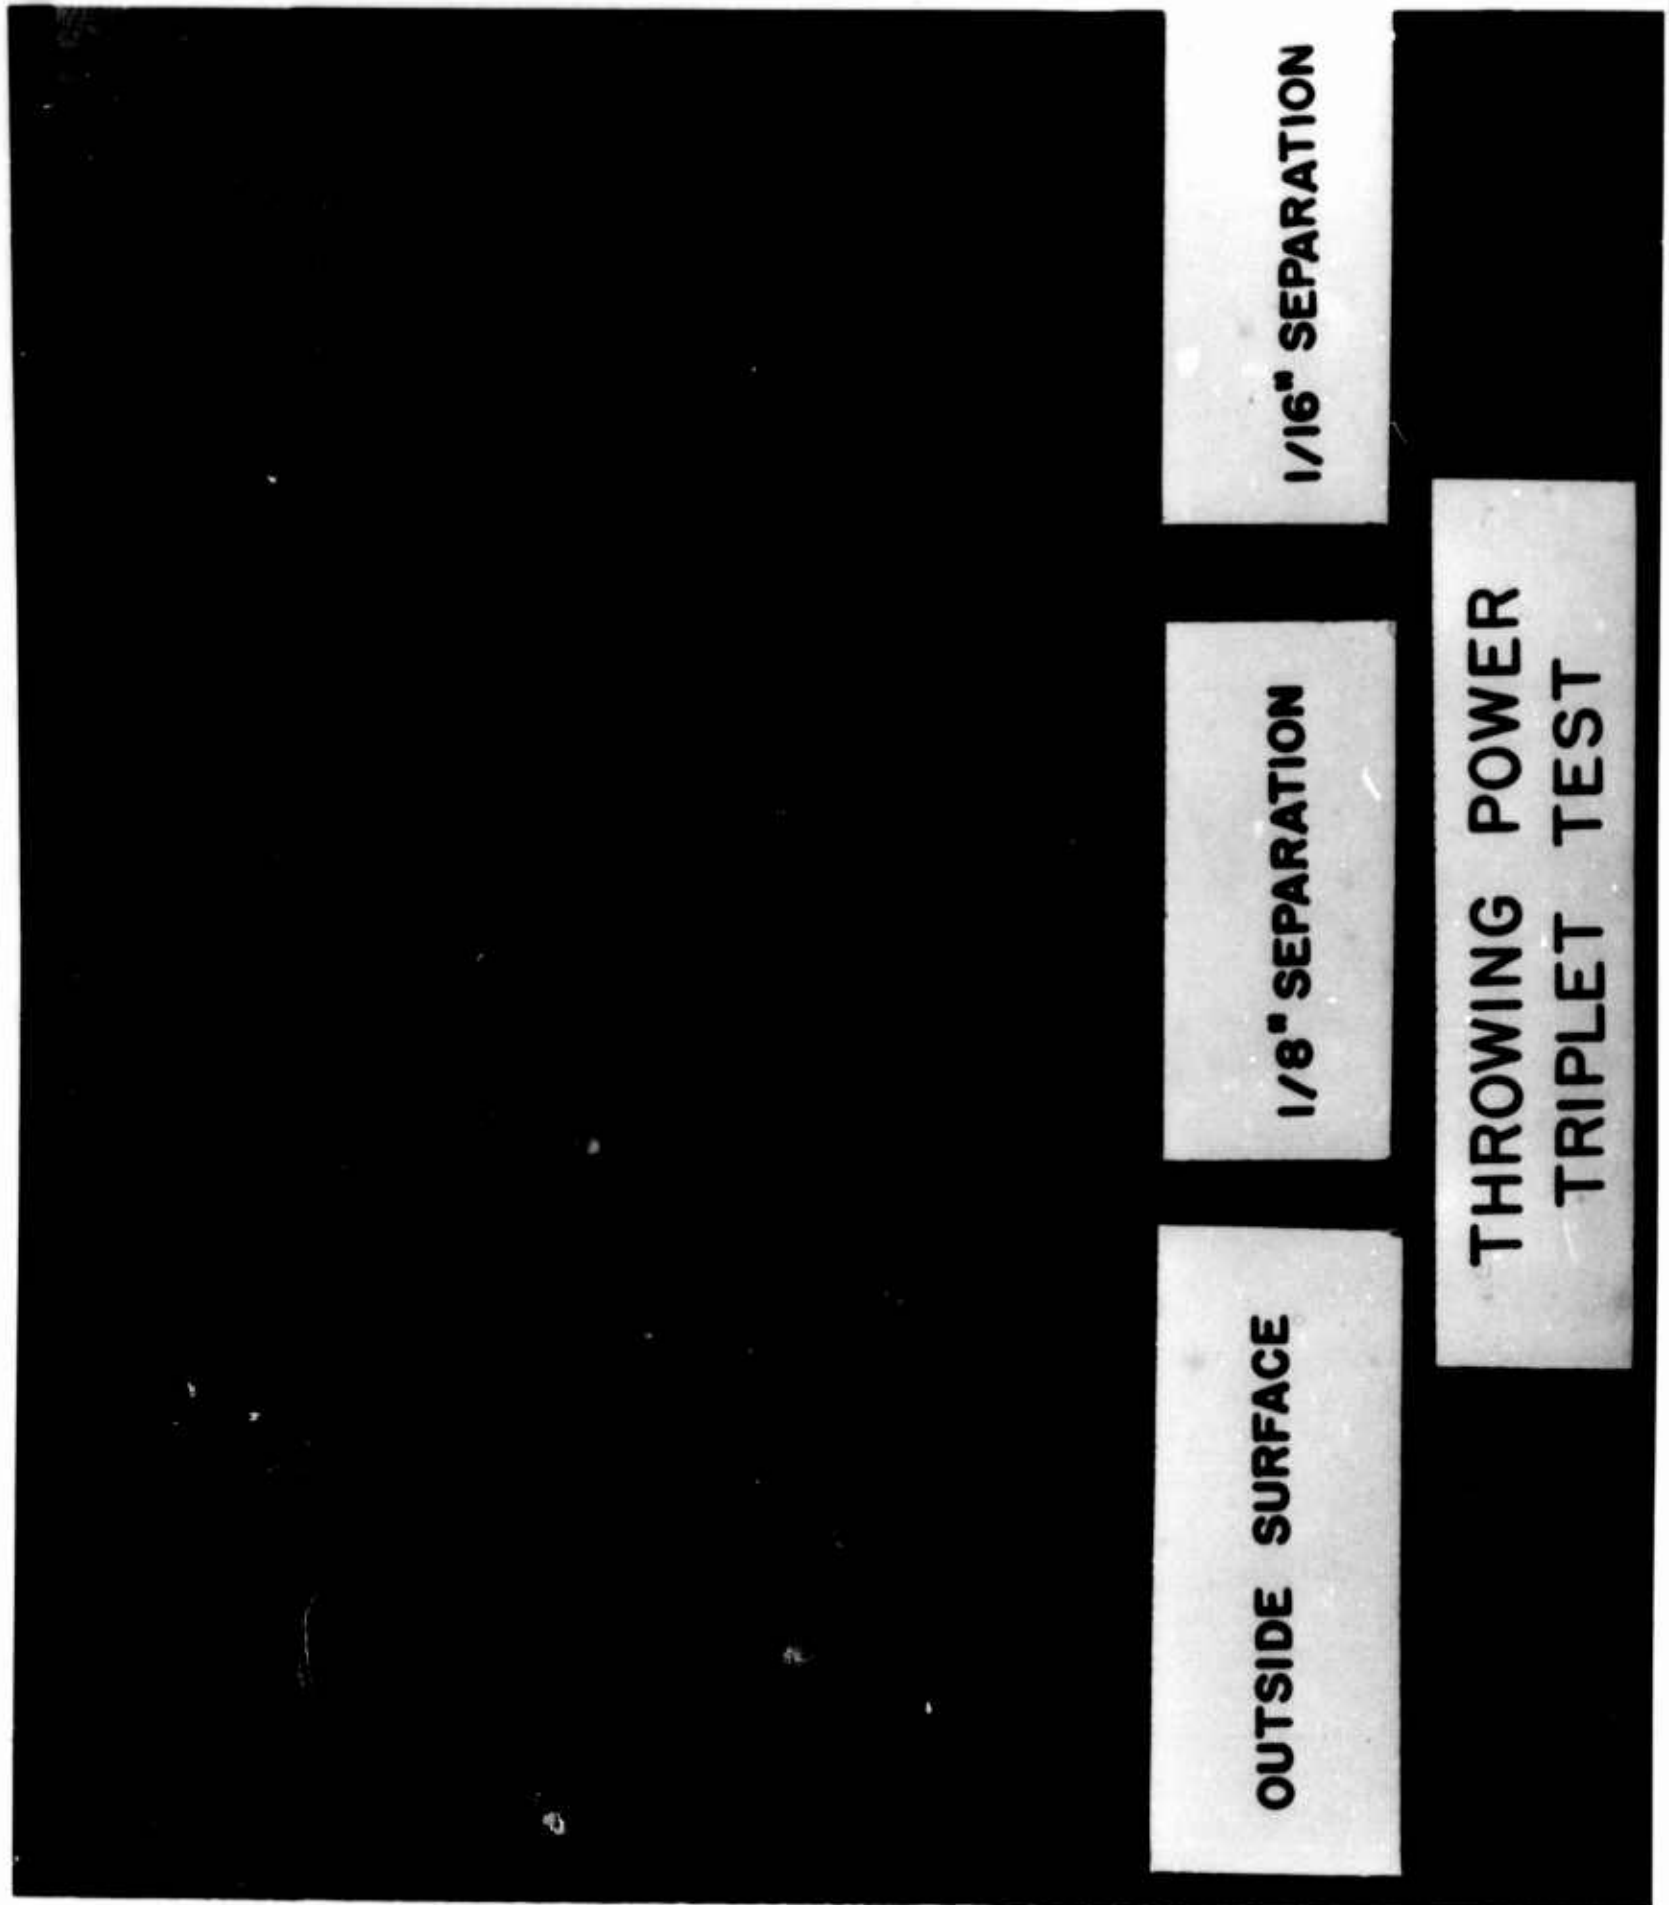 OUTSIDE SURFACE
1/8" SEPARATION
1/16" SEPARATION
THROWING POWER
TRIPLET TEST